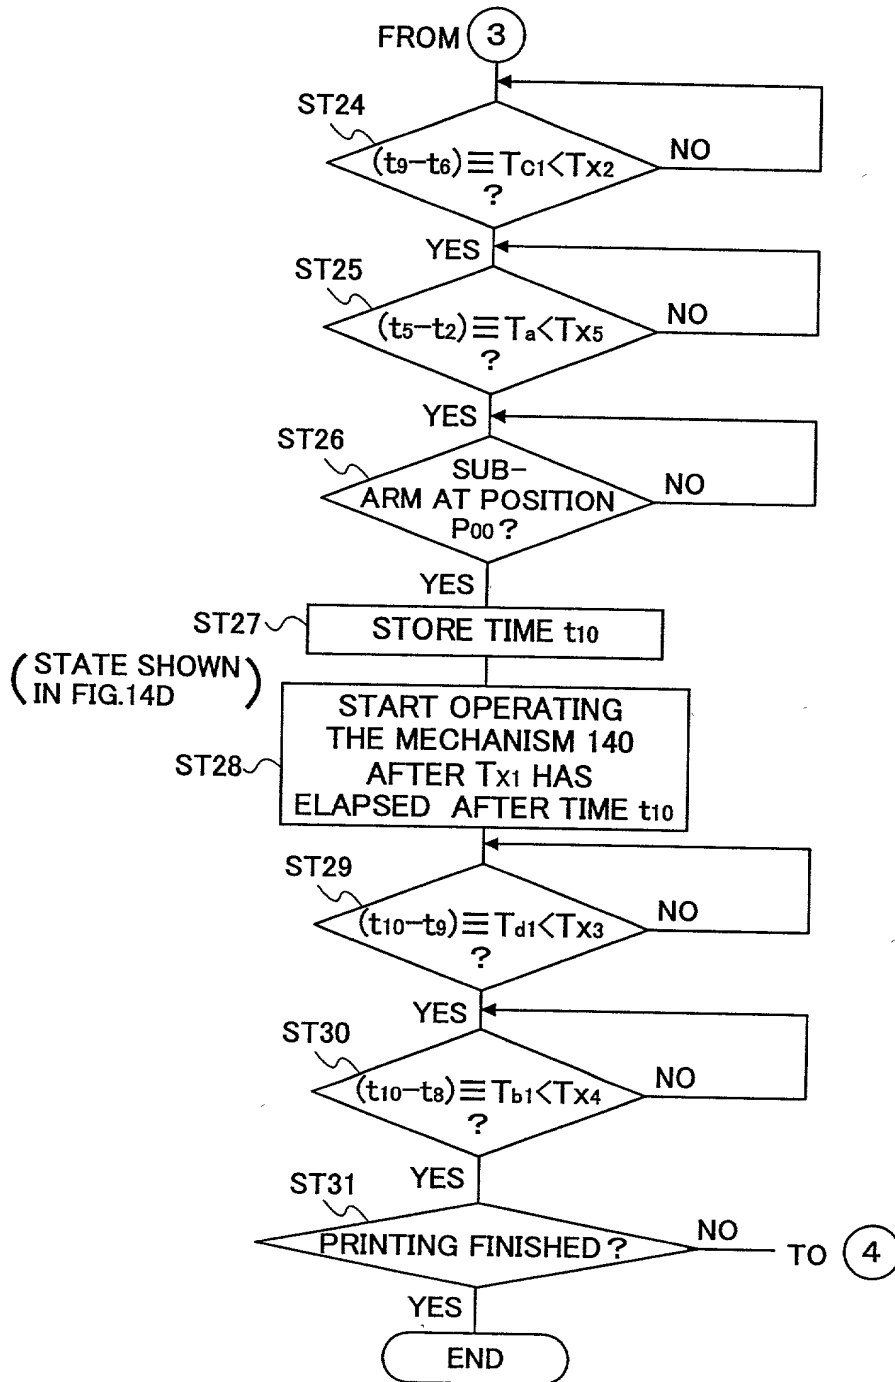 FROM 3
ST24
(t9−t6)≡TC1<TX2
?
NO
YES
ST25
(t5−t2)≡Ta<TX5
?
NO
YES
ST26
SUB-
ARM AT POSITION
P00?
NO
YES
ST27
STORE TIME t10
(STATE SHOWN
IN FIG.14D)
START OPERATING
THE MECHANISM 140
AFTER TX1 HAS
ELAPSED AFTER TIME t10
ST28
ST29
(t10−t9)≡Td1<TX3
?
NO
YES
ST30
(t10−t8)≡Tb1<TX4
?
NO
YES
ST31
PRINTING FINISHED?
NO
TO 4
YES
END